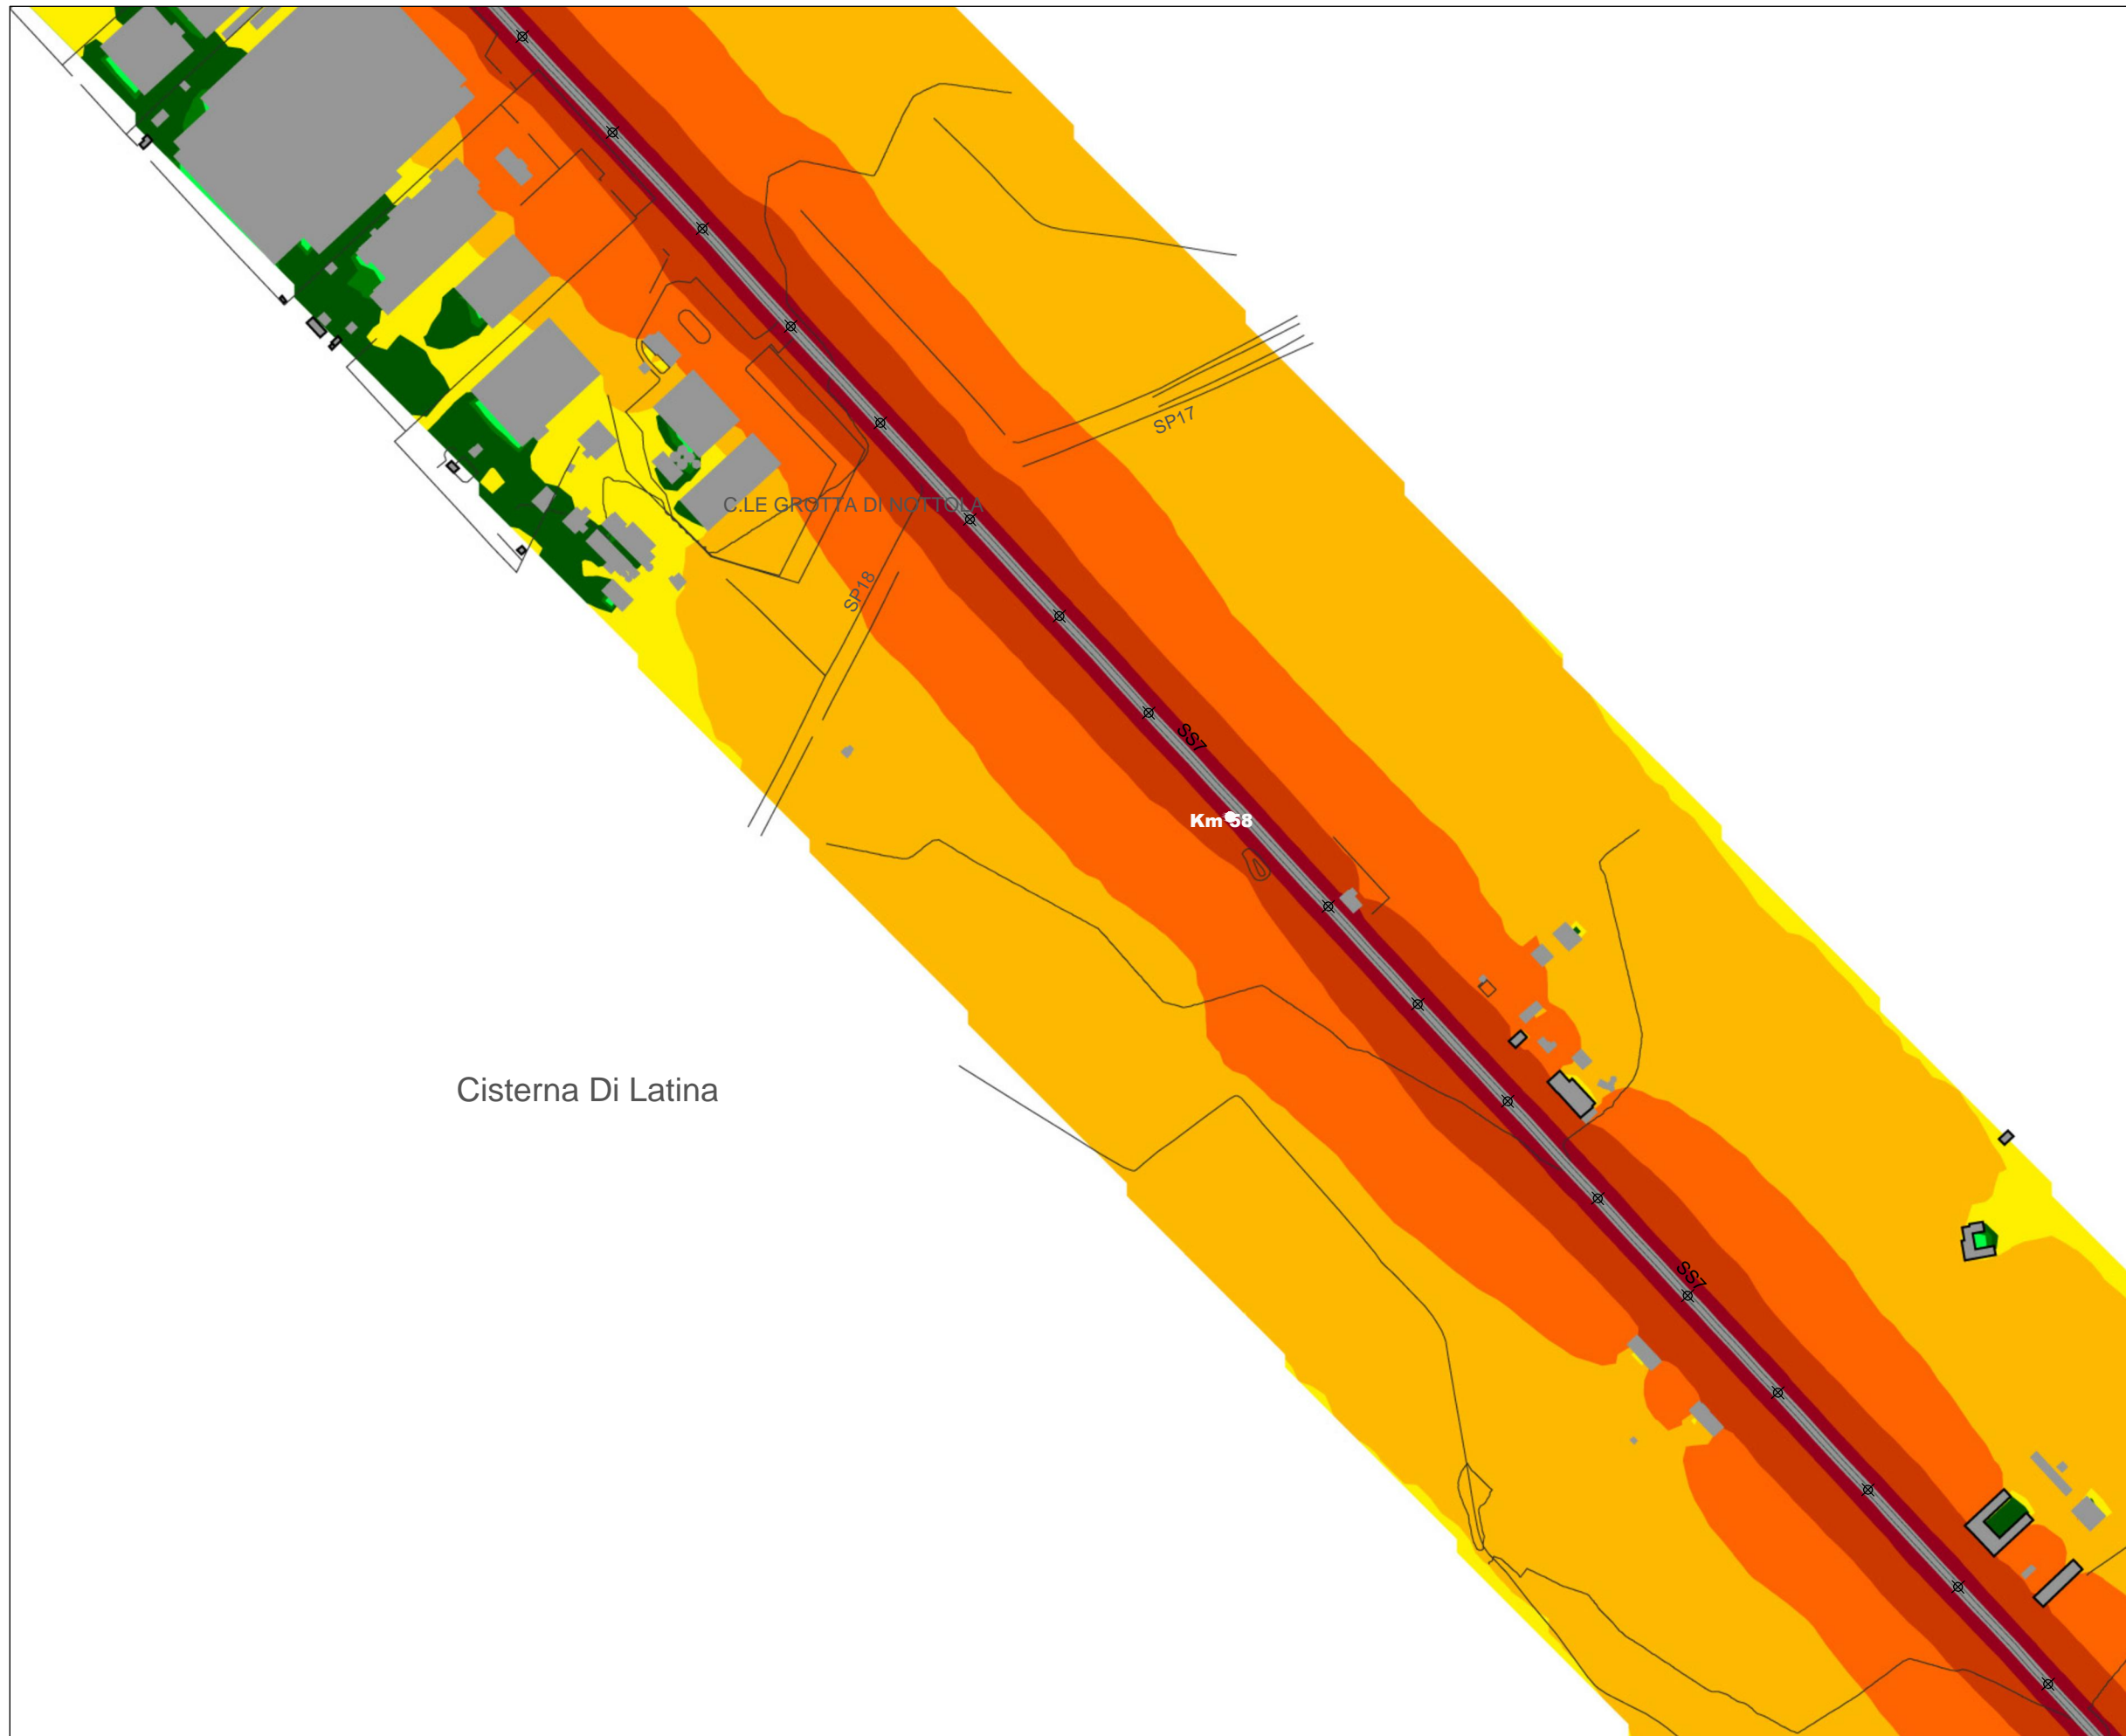 SP17
C.LE GROTTA DI NOTTOLA
SP18
SS7
Km 58
Cisterna Di Latina
SS7